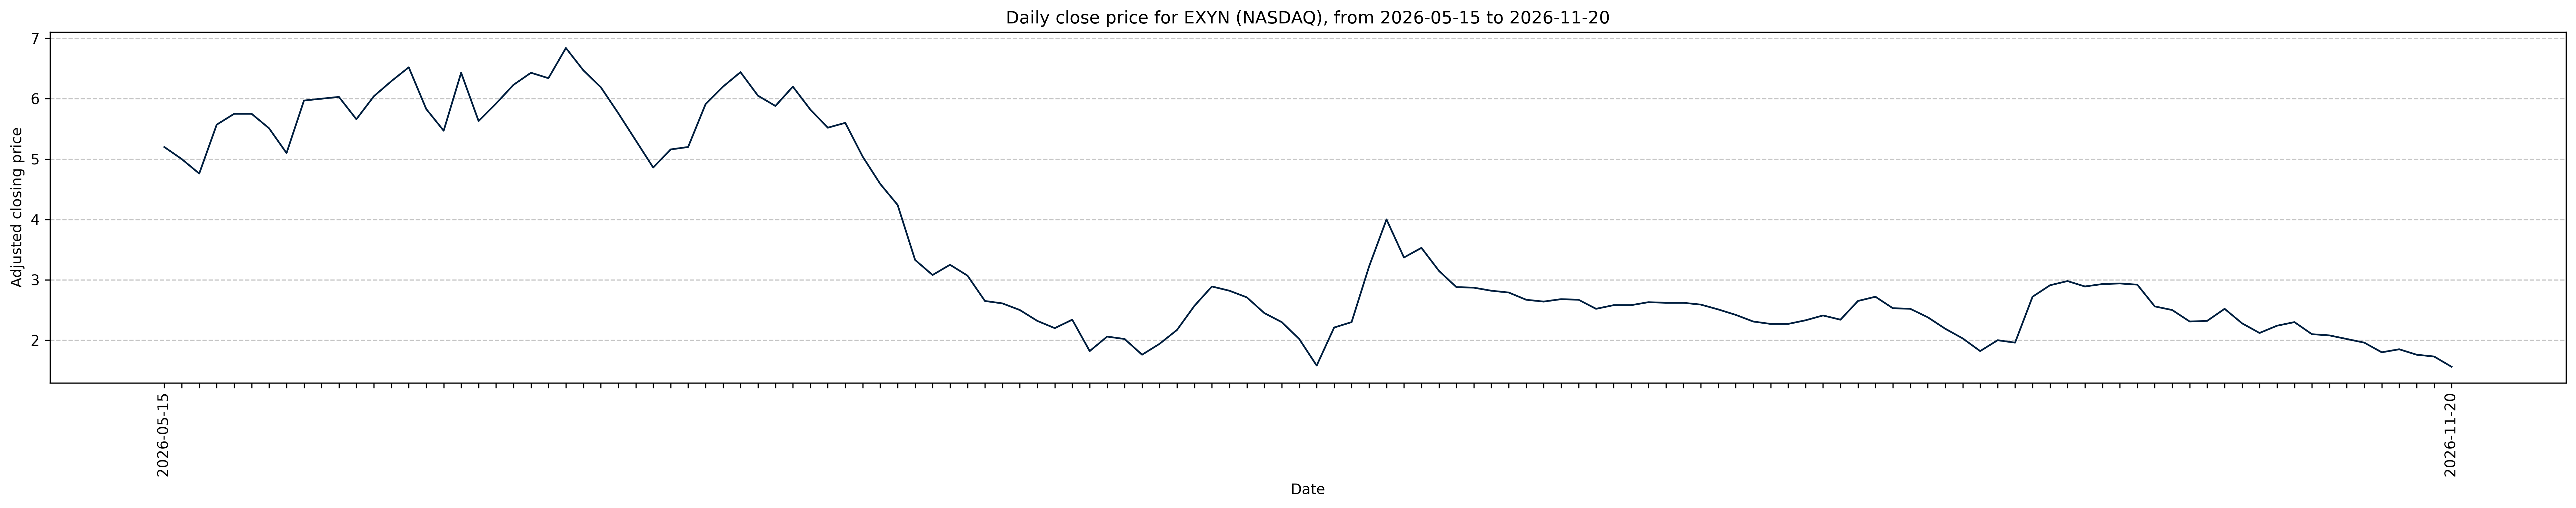 Daily close price for EXYN (NASDAQ), from 2026-05-15 to 2026-11-20
Adjusted closing price
7
6
5
4
3
2
2026-05-15
2026-11-20
Date